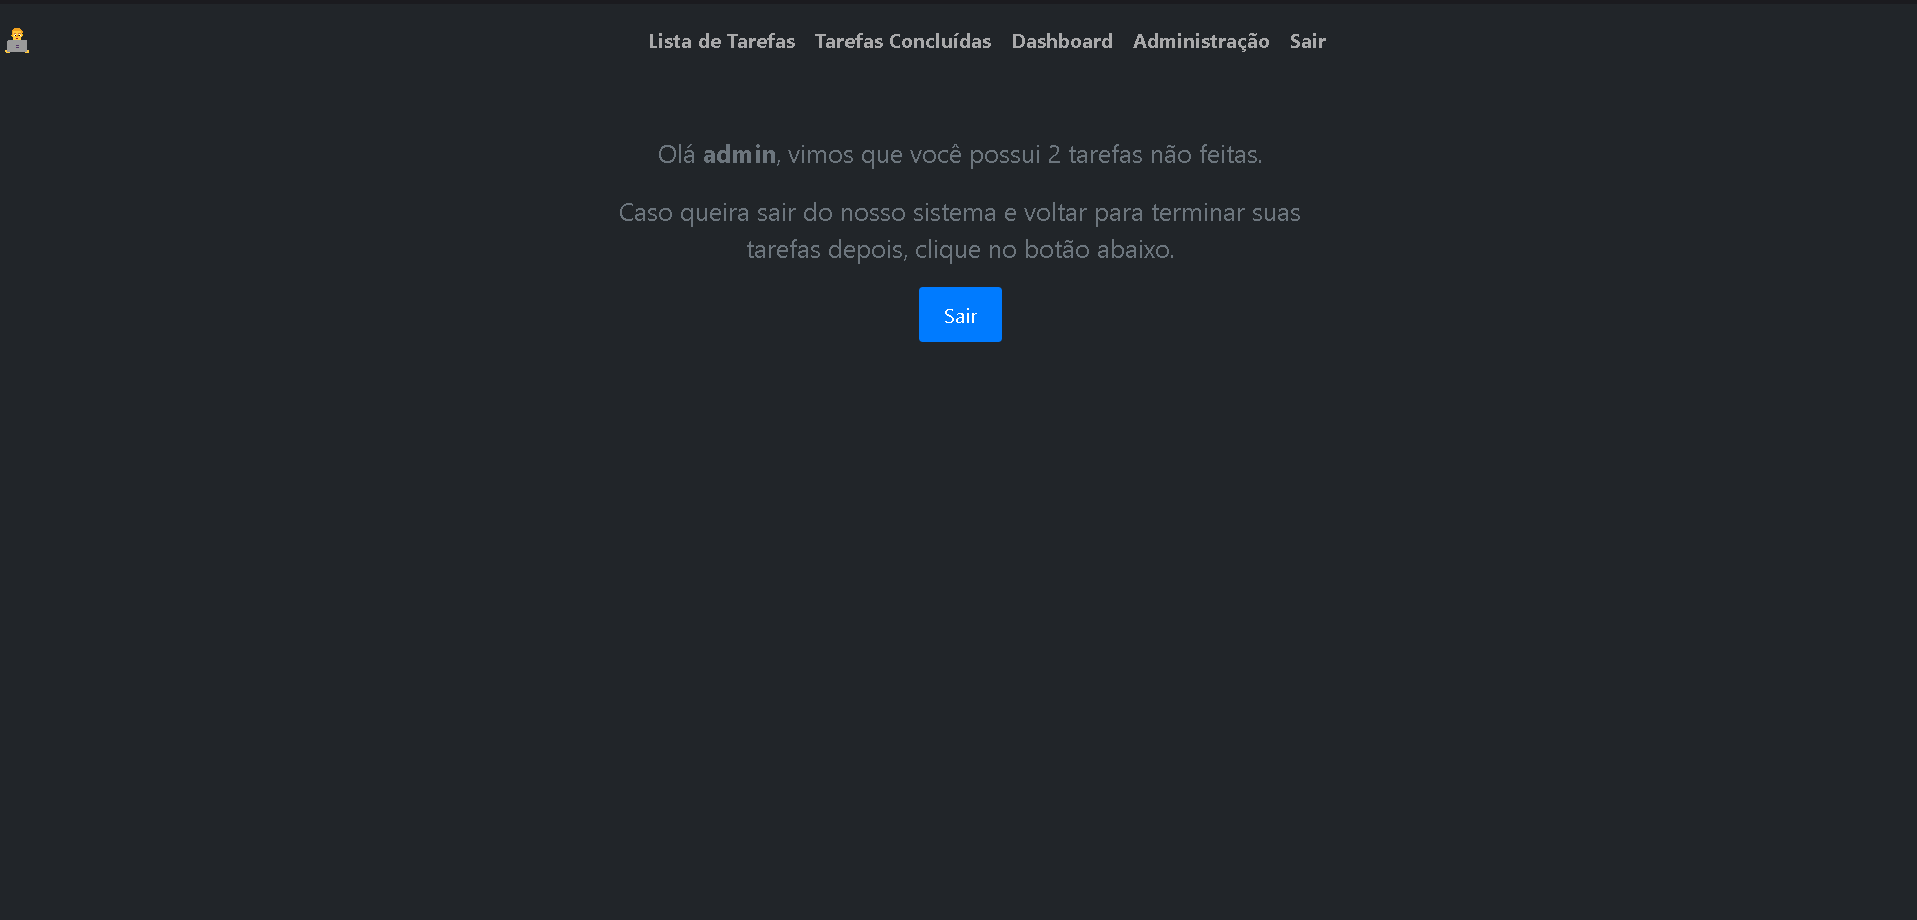 Lista de Tarefas Tarefas Concluídas Dashboard Administração Sair
Olá admin, vimos que você possui 2 tarefas não feitas.
Caso queira sair do nosso sistema e voltar para terminar suas
tarefas depois, clique no botão abaixo.
Sair